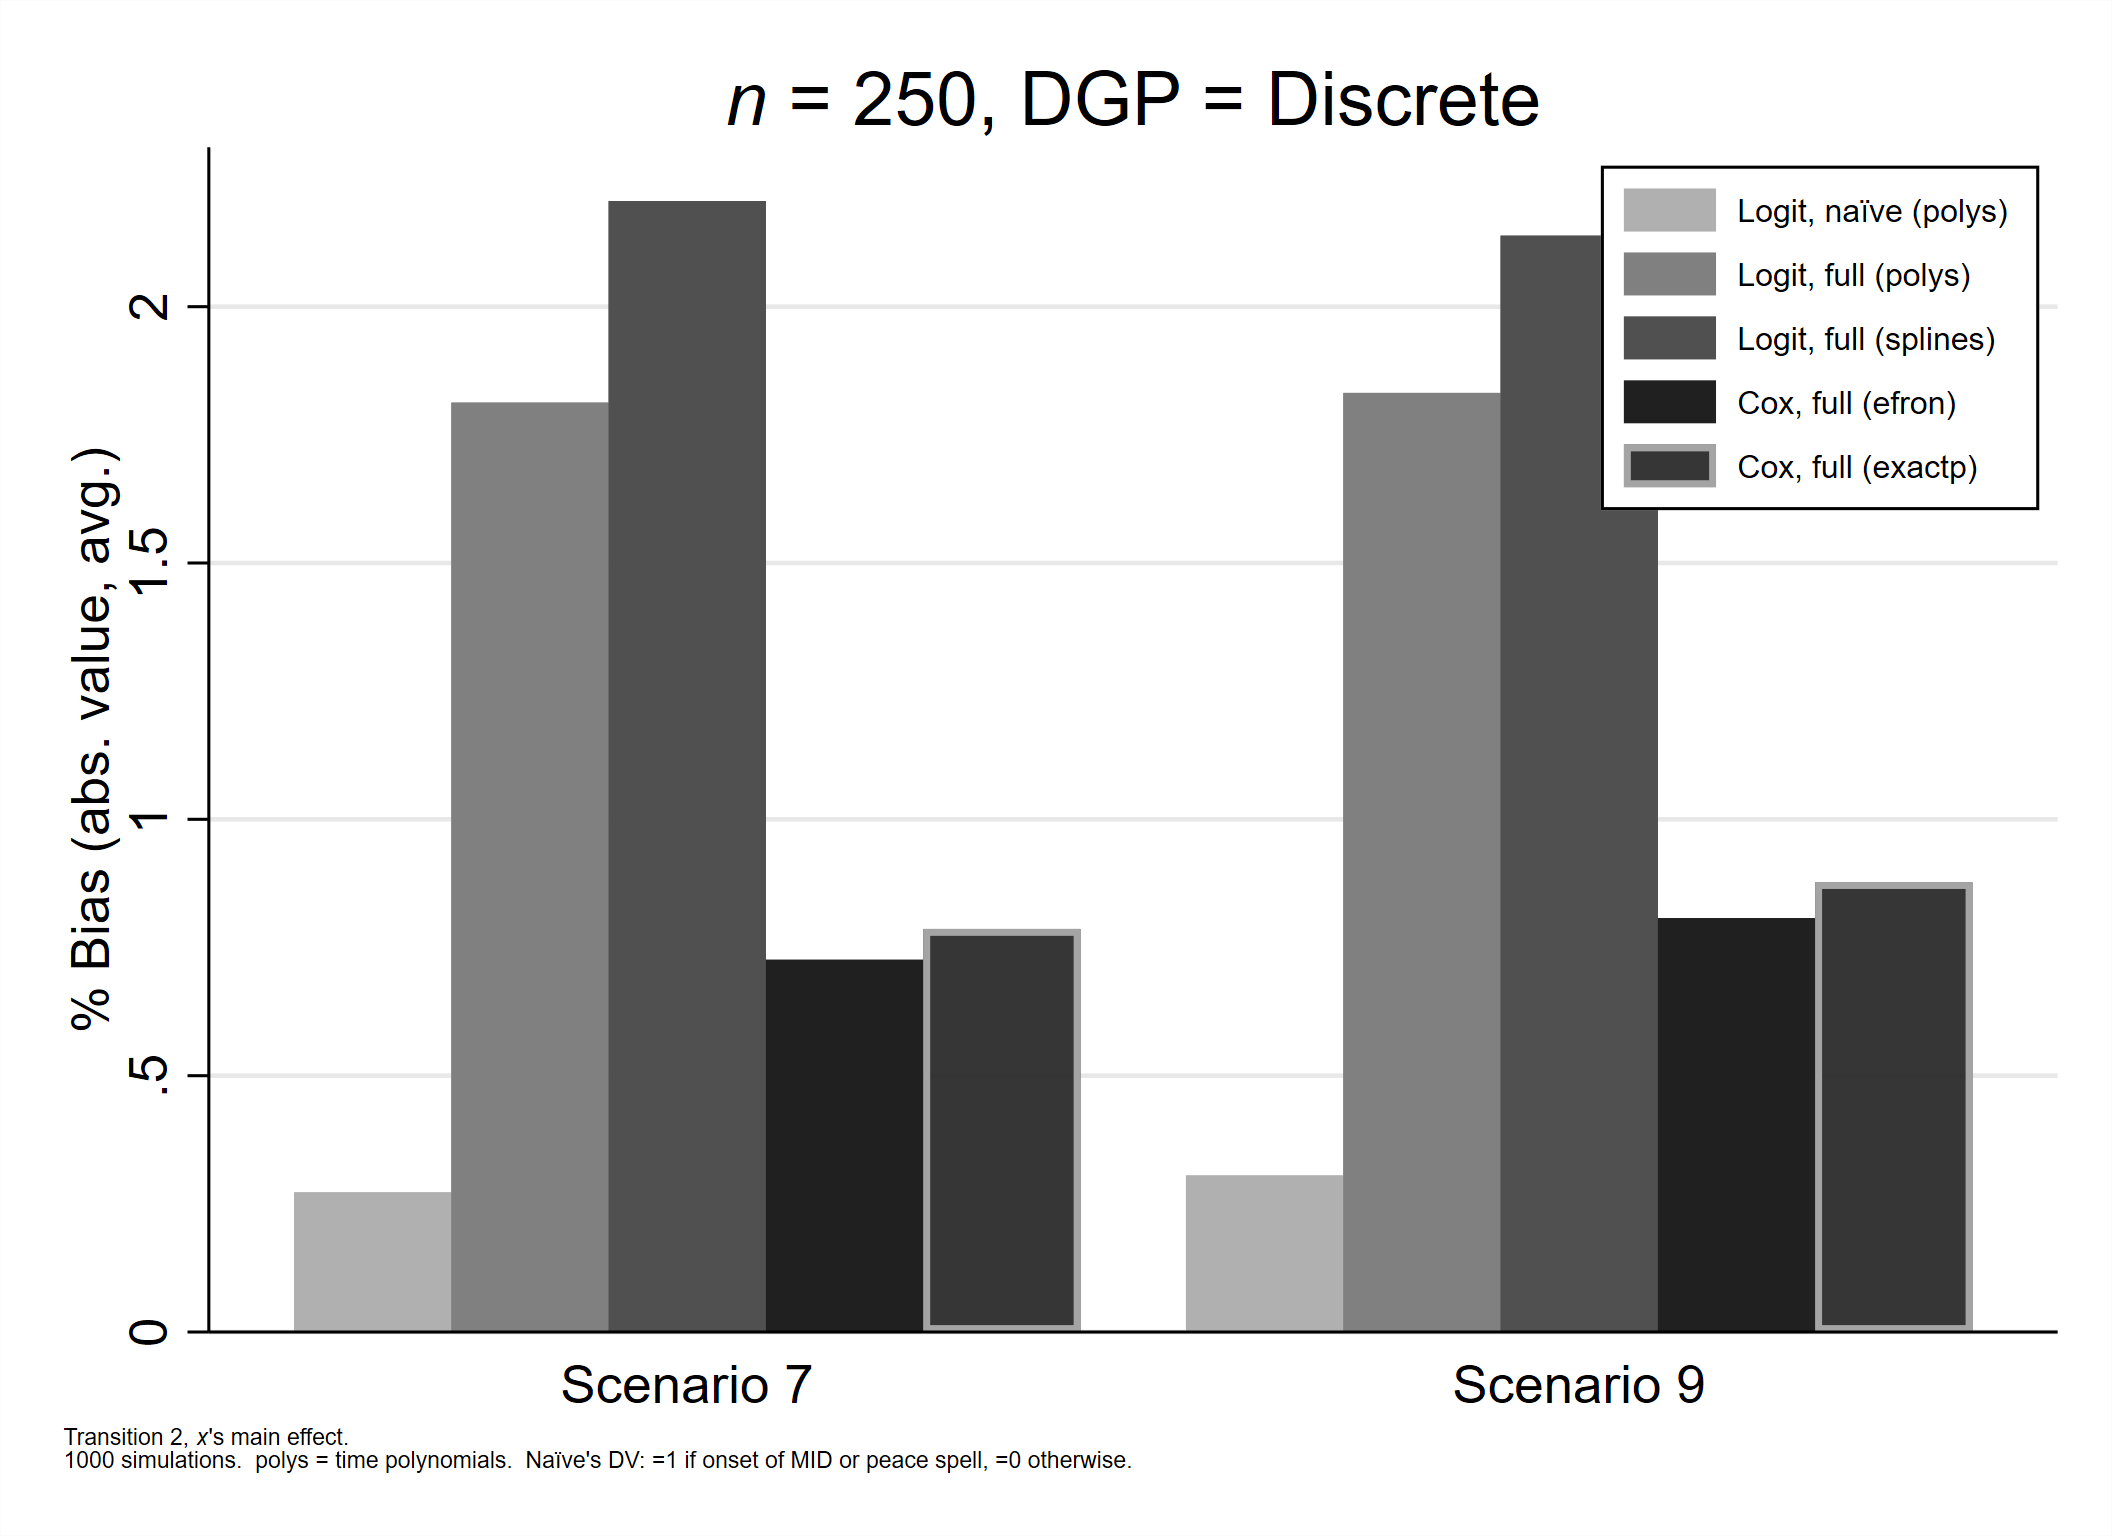 n = 250, DGP = Discrete
% Bias (abs. value, avg.)
2
1.5
1
.5
0
Logit, naïve (polys)
Logit, full (polys)
Logit, full (splines)
Cox, full (efron)
Cox, full (exactp)
Scenario 7
Scenario 9
Transition 2, x's main effect.
1000 simulations.  polys = time polynomials.  Naïve's DV: =1 if onset of MID or peace spell, =0 otherwise.